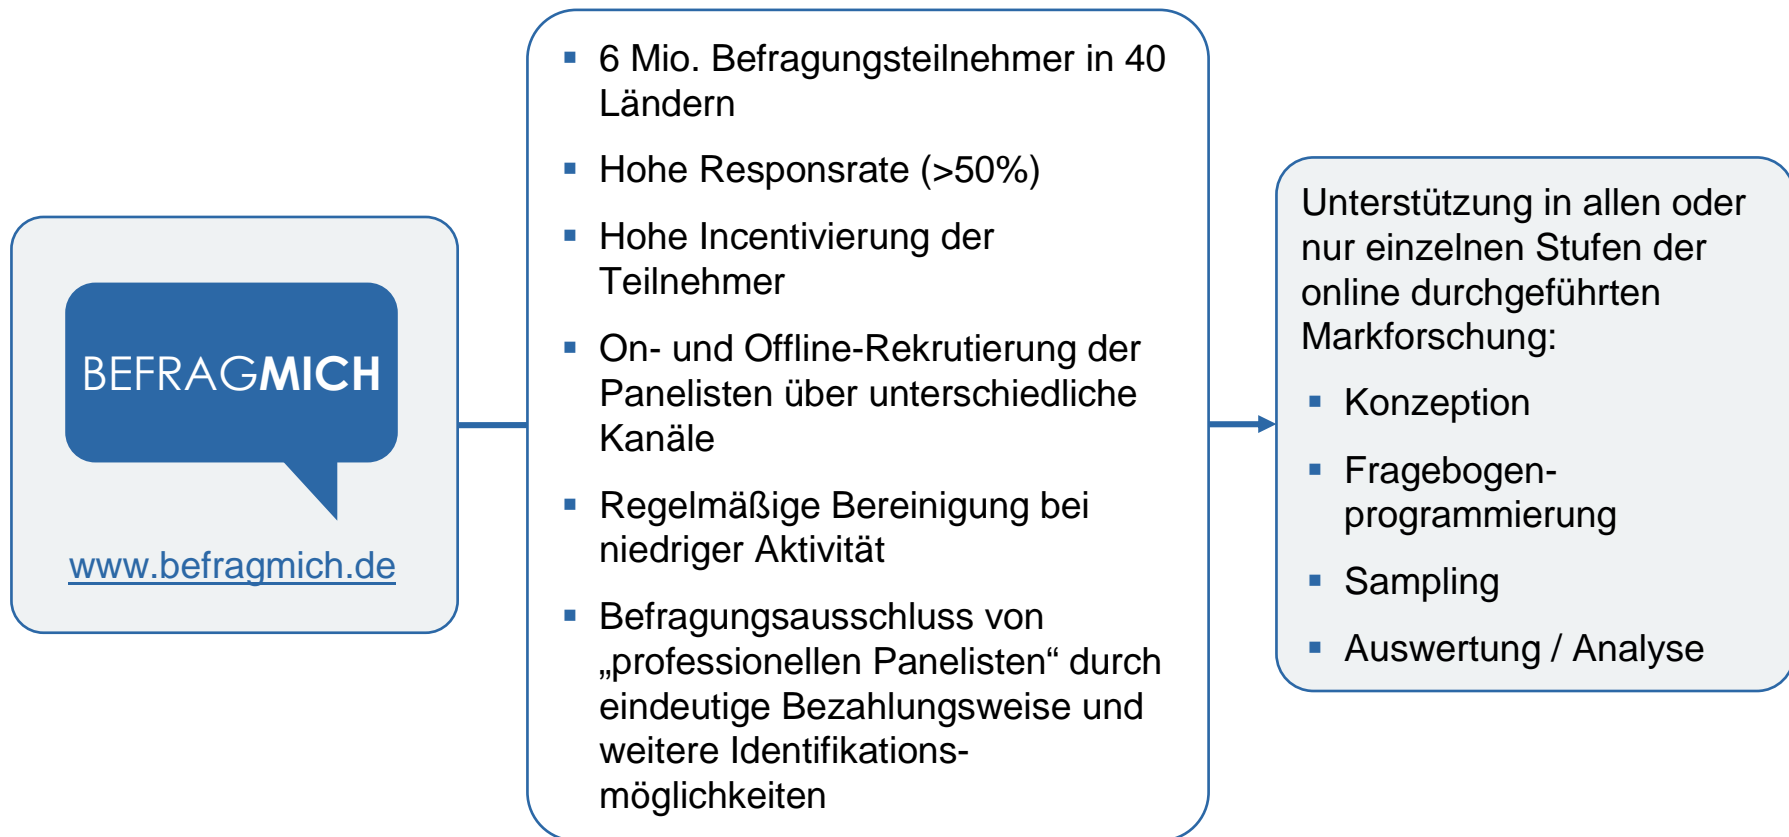 BEFRAGMICH
www.befragmich.de
▪ 6 Mio. Befragungsteilnehmer in 40
Ländern
▪ Hohe Responsrate (>50%)
▪ Hohe Incentivierung der
Teilnehmer
▪ On- und Offline-Rekrutierung der
Panelisten über unterschiedliche
Kanäle
▪ Regelmäßige Bereinigung bei
niedriger Aktivität
▪ Befragungsausschluss von
„professionellen Panelisten“ durch
eindeutige Bezahlungsweise und
weitere Identifikations-
möglichkeiten
Unterstützung in allen oder
nur einzelnen Stufen der
online durchgeführten
Markforschung:
▪ Konzeption
▪ Fragebogen-
programmierung
▪ Sampling
▪ Auswertung / Analyse